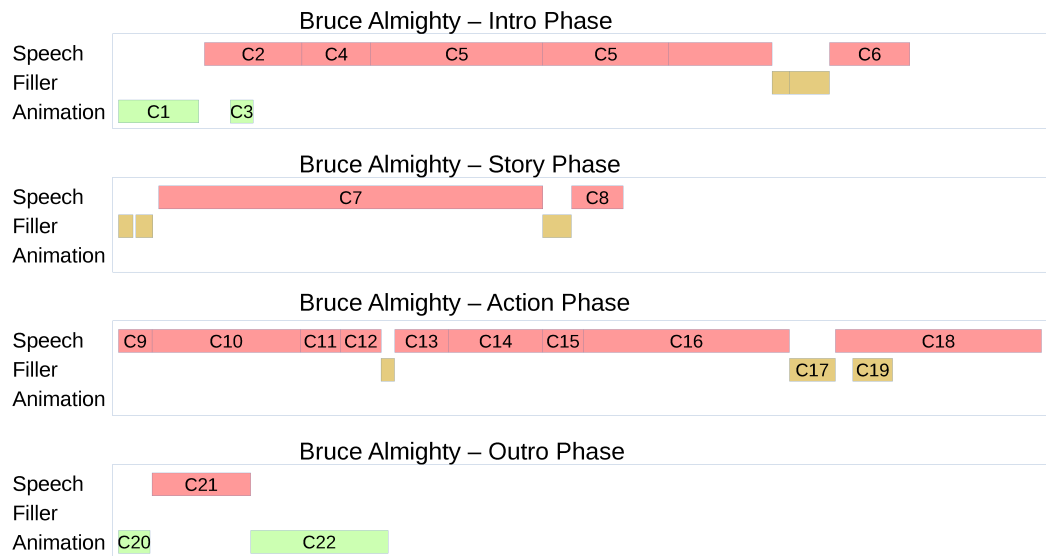 Bruce Almighty – Intro Phase
Speech C2 C4 C5 C5 C6
Filler
Animation C1 C3
Bruce Almighty – Story Phase
Speech C7 C8
Filler
Animation
Bruce Almighty – Action Phase
Speech C9 C10 C11 C12 C13 C14 C15 C16 C18
Filler C17 C19
Animation
Bruce Almighty – Outro Phase
Speech C21
Filler
Animation C20 C22